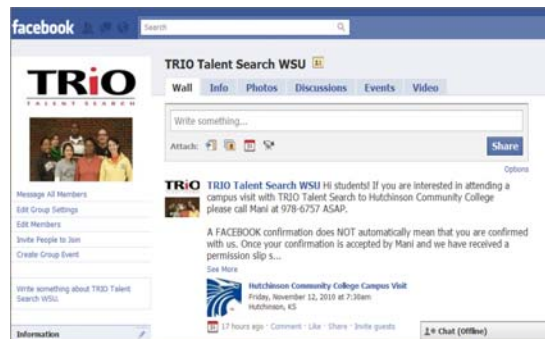 facebook
Search
TRiO
TALENT SEARCH
Message All Members
Edit Group Settings
Edit Members
Invite People to Join
Create Group Event
Write something about TRIO Talent
Search WSU.
Information
TRIO Talent Search WSU
Wall Info Photos Discussions Events Video
Write something...
Attach:
31
Share
Options
TRiO
TRIO Talent Search WSU Hi students! If you are interested in attending a
campus visit with TRIO Talent Search to Hutchinson Community College
please call Mani at 978-6757 ASAP.
A FACEBOOK confirmation does NOT automatically mean that you are confirmed
with us. Once your confirmation is accepted by Mani and we have received a
permission slip s...
See More
Hutchinson Community College Campus Visit
Friday, November 12, 2010 at 7:30am
Hutchinson, KS
31 17 hours ago · Comment · Like · Share · Invite guests
Chat (Offline)